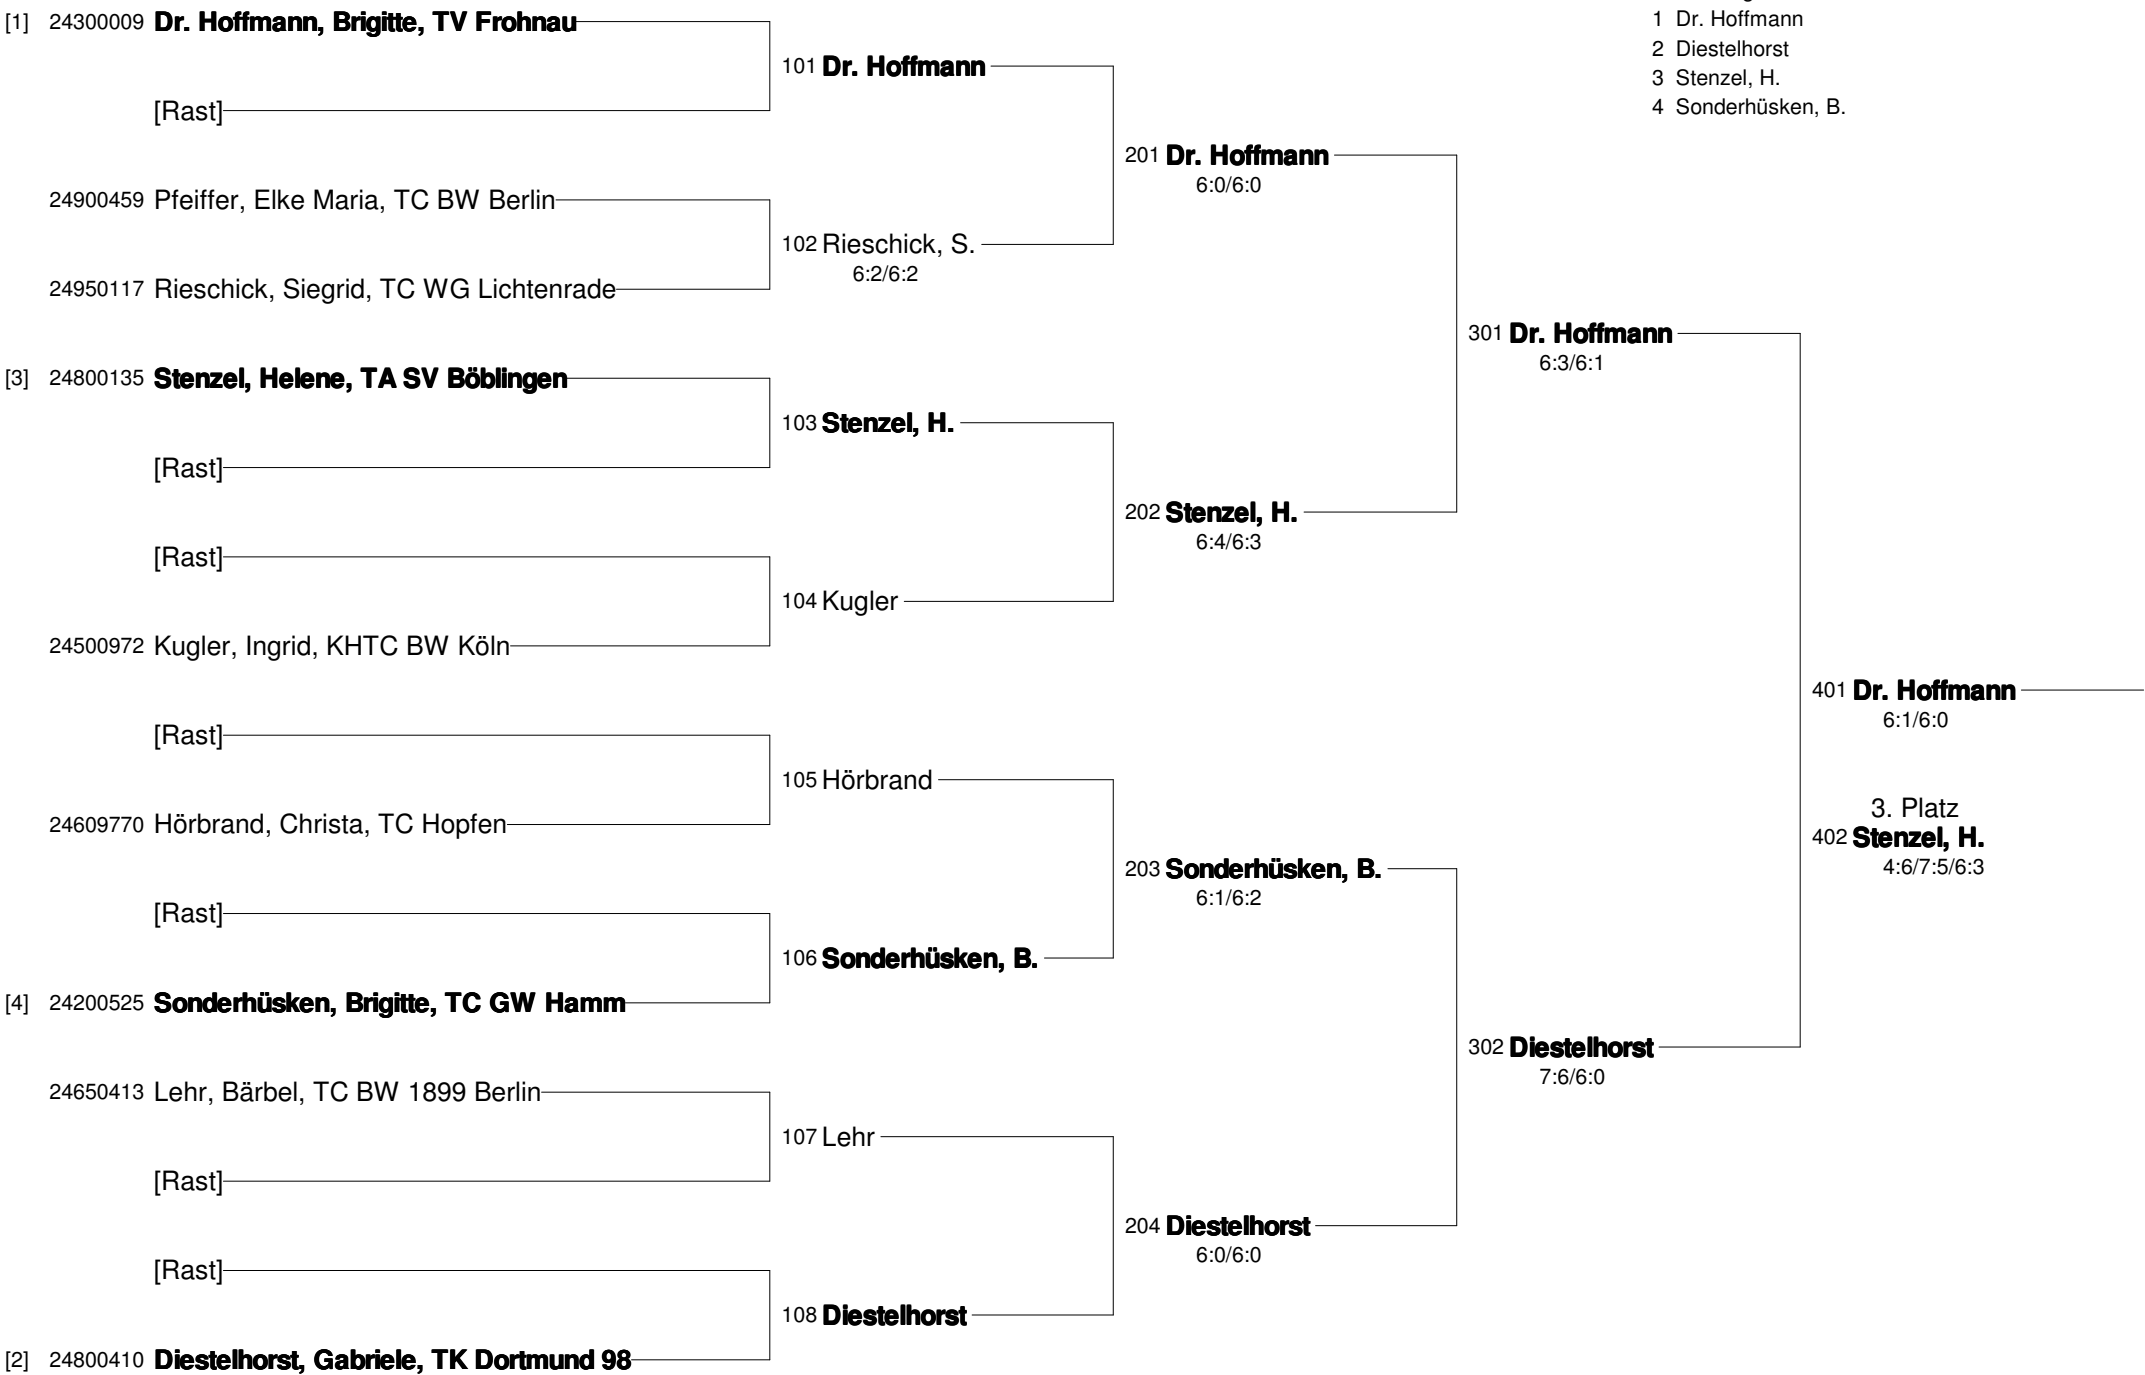 [1] 24300009 Dr. Hoffmann, Brigitte, TV Frohnau
1 Dr. Hoffmann
2 Diestelhorst
3 Stenzel, H.
4 Sonderhüsken, B.
101 Dr. Hoffmann
[Rast]
201 Dr. Hoffmann
6:0/6:0
24900459 Pfeiffer, Elke Maria, TC BW Berlin
102 Rieschick, S.
6:2/6:2
24950117 Rieschick, Siegrid, TC WG Lichtenrade
301 Dr. Hoffmann
6:3/6:1
[3] 24800135 Stenzel, Helene, TA SV Böblingen
103 Stenzel, H.
[Rast]
202 Stenzel, H.
6:4/6:3
[Rast]
104 Kugler
24500972 Kugler, Ingrid, KHTC BW Köln
401 Dr. Hoffmann
6:1/6:0
[Rast]
105 Hörbrand
3. Platz
402 Stenzel, H.
4:6/7:5/6:3
24609770 Hörbrand, Christa, TC Hopfen
203 Sonderhüsken, B.
6:1/6:2
[Rast]
106 Sonderhüsken, B.
[4] 24200525 Sonderhüsken, Brigitte, TC GW Hamm
302 Diestelhorst
7:6/6:0
24650413 Lehr, Bärbel, TC BW 1899 Berlin
107 Lehr
[Rast]
204 Diestelhorst
6:0/6:0
[Rast]
108 Diestelhorst
[2] 24800410 Diestelhorst, Gabriele, TK Dortmund 98